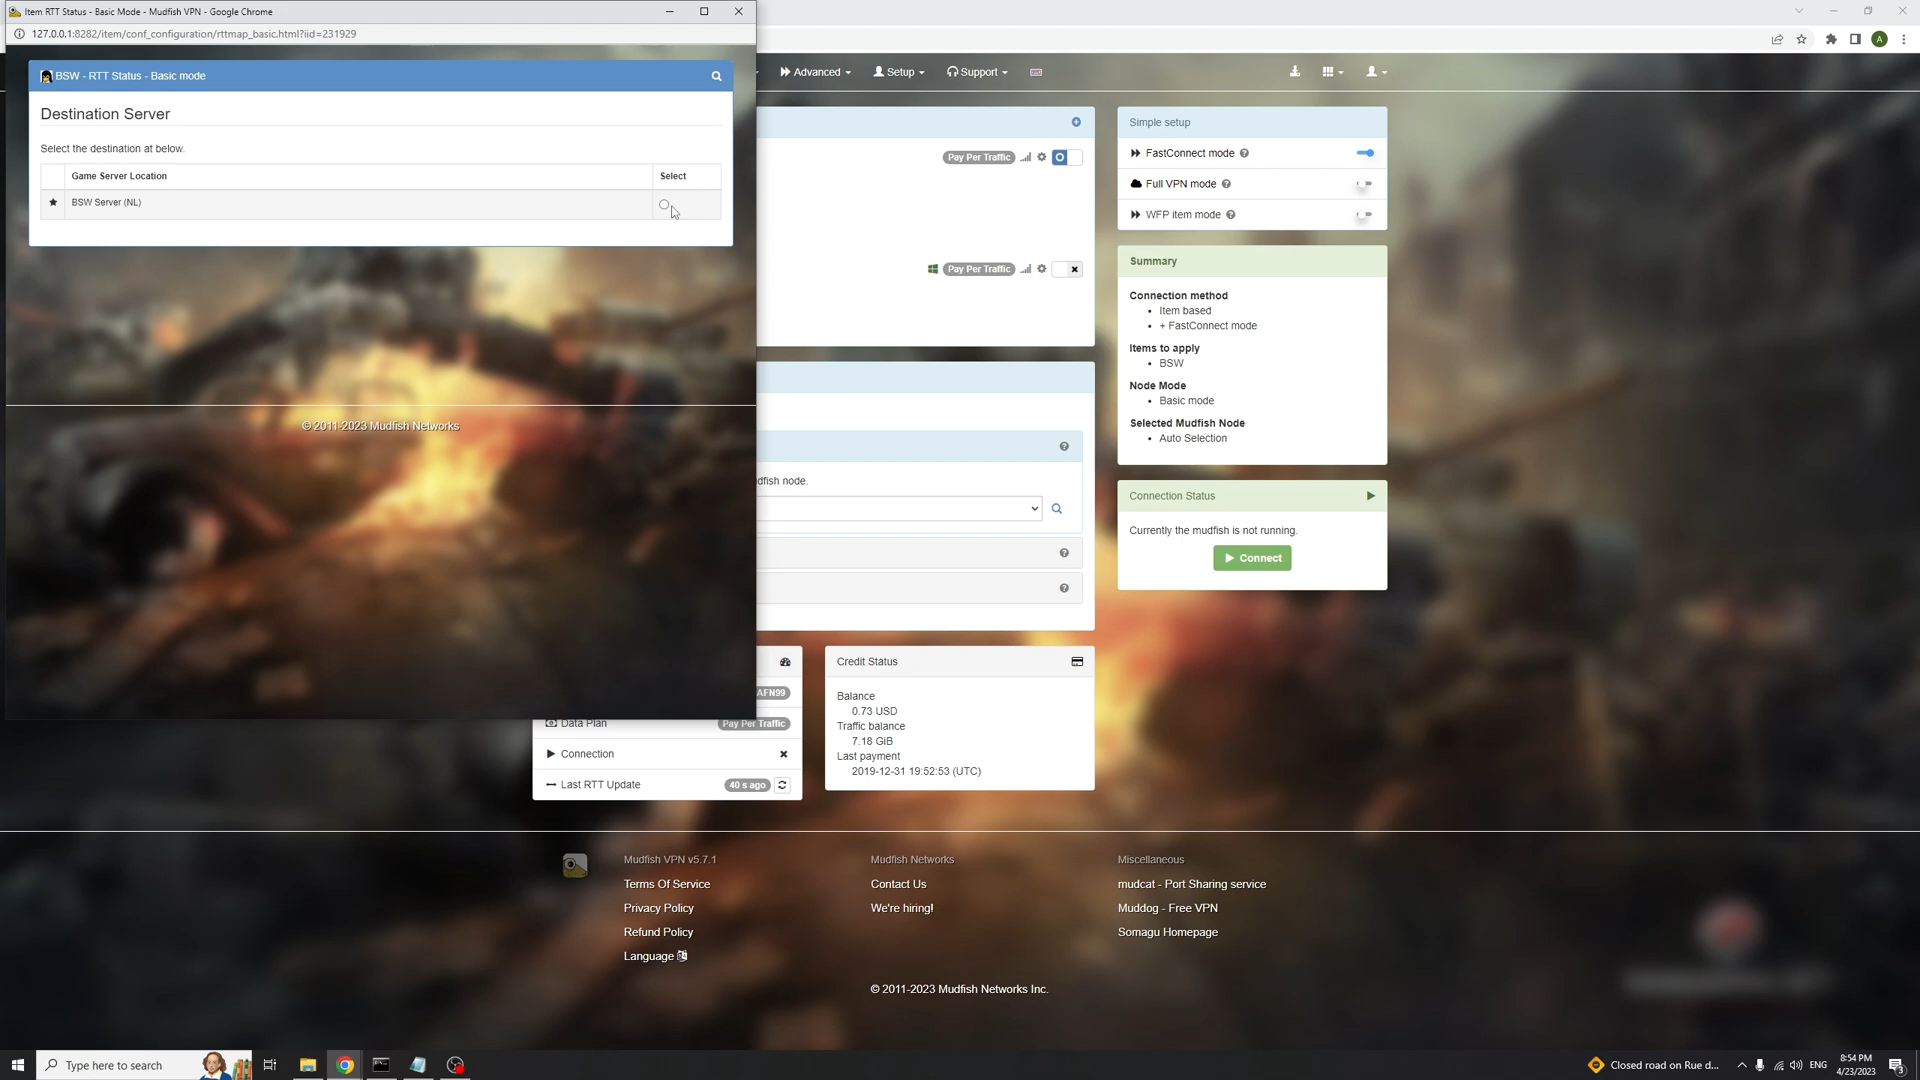 Item RTT Status - Basic Mode - Mudfish VPN - Google Chrome
127.0.0.1:8282/item/conf_configuration/rttmap_basic.html?iid=231929
BSW - RTT Status - Basic mode
Destination Server
Select the destination at below.
Game Server Location
Select
BSW Server (NL)
© 2011-2023 Mudfish Networks
Advanced
Setup
Support
Pay Per Traffic
Pay Per Traffic
dfish node.
Simple setup
FastConnect mode
Full VPN mode
WFP item mode
Summary
Connection method
Item based
+ FastConnect mode
Items to apply
BSW
Node Mode
Basic mode
Selected Mudfish Node
Auto Selection
Connection Status
Currently the mudfish is not running.
Connect
AFN99
Data Plan
Pay Per Traffic
Connection
Last RTT Update
40 s ago
Credit Status
Balance
0.73 USD
Traffic balance
7.18 GiB
Last payment
2019-12-31 19:52:53 (UTC)
Mudfish VPN v5.7.1
Terms Of Service
Privacy Policy
Refund Policy
Language
Mudfish Networks
Contact Us
We're hiring!
Miscellaneous
mudcat - Port Sharing service
Muddog - Free VPN
Somagu Homepage
© 2011-2023 Mudfish Networks Inc.
Type here to search
Closed road on Rue d...
ENG
8:54 PM
4/23/2023
3
A